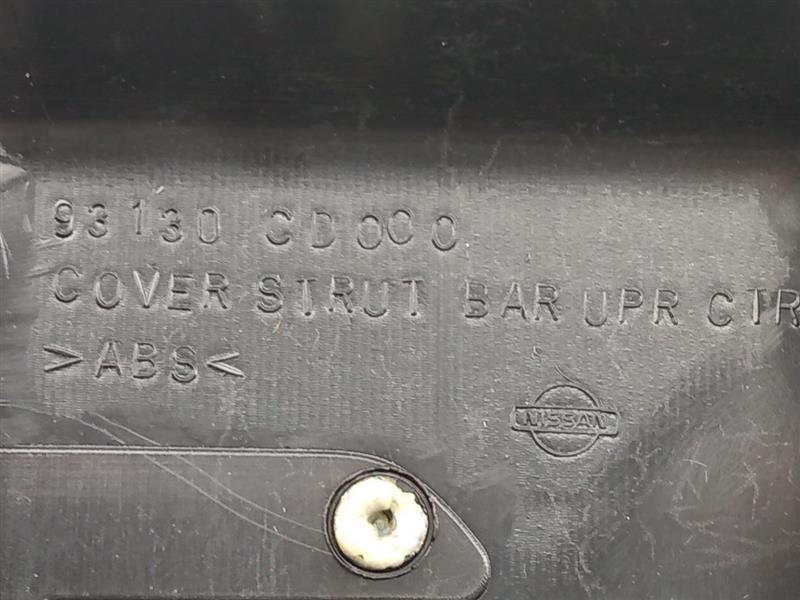 93130 CD000
COVER STRUT BAR UPR CTR
>ABS<
NISSAN